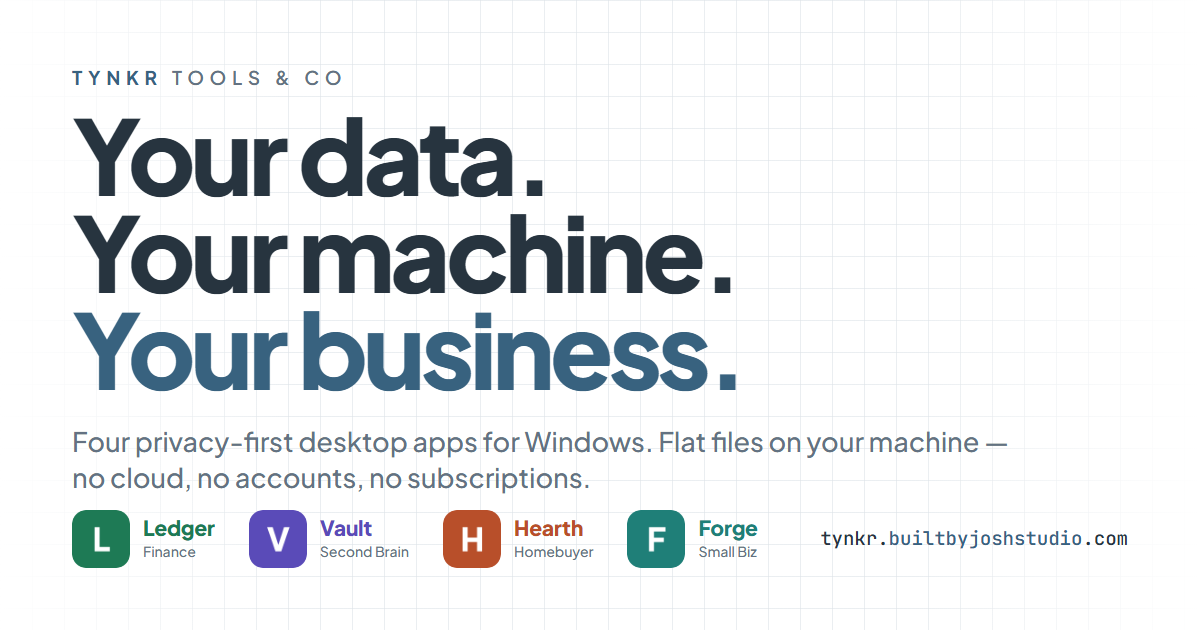 TYNKR TOOLS & CO
Your data.
Your machine.
Your business.
Four privacy-first desktop apps for Windows. Flat files on your machine —
no cloud, no accounts, no subscriptions.
L Ledger
Finance
V Vault
Second Brain
H Hearth
Homebuyer
F Forge
Small Biz
tynkr.builtbyjoshstudio.com